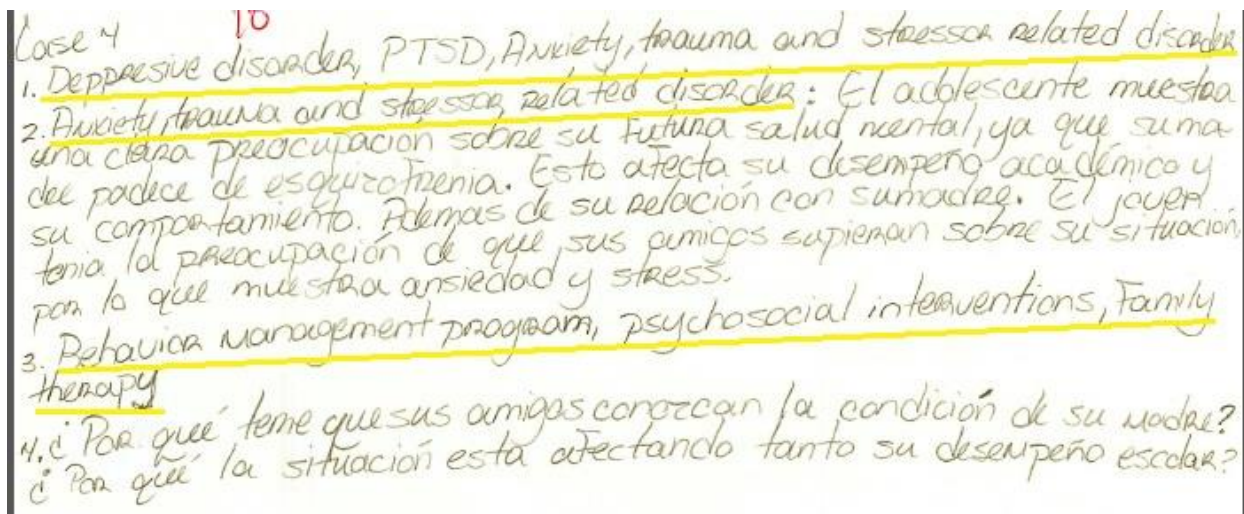 10
Case 4
1. Deppresive disorder, PTSD, Anxiety, trauma and stressor related disorder
2. Anxiety, trauma and stressor related disorder: El adolescente muestra
una clara preocupación sobre su futura salud mental, ya que su ma-
dre padece de esquizofrenia. Esto afecta su desempeño académico y
su comportamiento. Ademas de su relación con su madre. El joven
tenia la preocupación de que sus amigos supieran sobre su situación,
por lo que muestra ansiedad y stress.
3. Behavior management program, psychosocial interventions, Family
therapy
4. ¿Por qué teme que sus amigos conozcan la condición de su madre?
¿Por qué la situación esta afectando tanto su desempeño escolar?